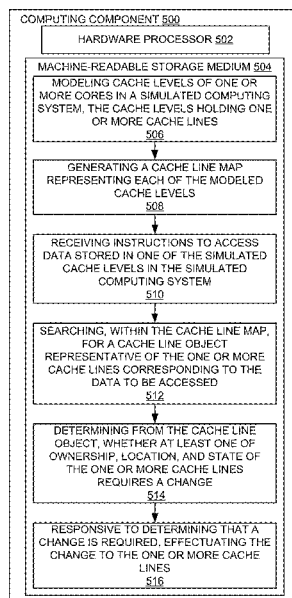 COMPUTING COMPONENT 500
HARDWARE PROCESSOR 502
MACHINE-READABLE STORAGE MEDIUM 504
MODELING CACHE LEVELS OF ONE OR
MORE CORES IN A SIMULATED COMPUTING
SYSTEM, THE CACHE LEVELS HOLDING ONE
OR MORE CACHE LINES
506
GENERATING A CACHE LINE MAP
REPRESENTING EACH OF THE MODELED
CACHE LEVELS
508
RECEIVING INSTRUCTIONS TO ACCESS
DATA STORED IN ONE OF THE SIMULATED
CACHE LEVELS IN THE SIMULATED
COMPUTING SYSTEM
510
SEARCHING, WITHIN THE CACHE LINE MAP,
FOR A CACHE LINE OBJECT
REPRESENTATIVE OF THE ONE OR MORE
CACHE LINES CORRESPONDING TO THE
DATA TO BE ACCESSED
512
DETERMINING FROM THE CACHE LINE
OBJECT, WHETHER AT LEAST ONE OF
OWNERSHIP, LOCATION, AND STATE OF
THE ONE OR MORE CACHE LINES
REQUIRES A CHANGE
514
RESPONSIVE TO DETERMINING THAT A
CHANGE IS REQUIRED, EFFECTUATING THE
CHANGE TO THE ONE OR MORE CACHE
LINES
516